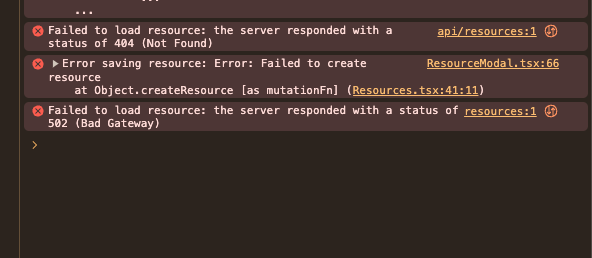 ...
Failed to load resource: the server responded with a api/resources:1
status of 404 (Not Found)
Error saving resource: Error: Failed to create ResourceModal.tsx:66
resource
at Object.createResource [as mutationFn] (Resources.tsx:41:11)
Failed to load resource: the server responded with a status of resources:1
502 (Bad Gateway)